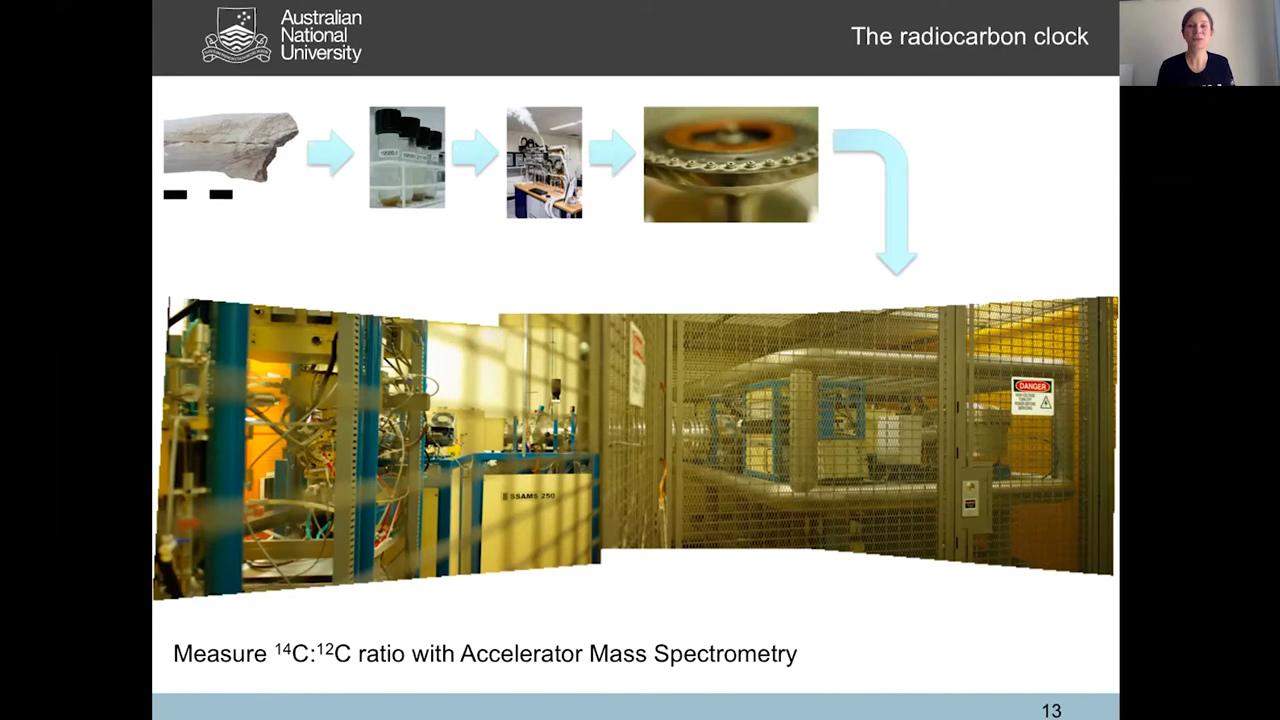 Australian
National
University
The radiocarbon clock
DANGER
SSAMS 250
Measure ¹⁴C:¹²C ratio with Accelerator Mass Spectrometry
13